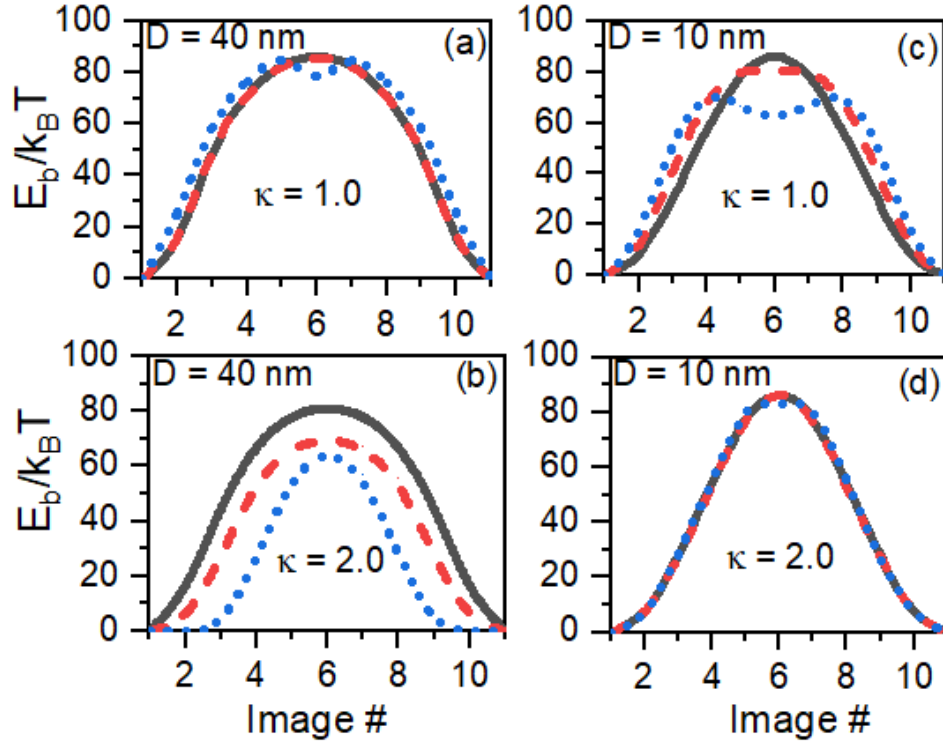 100
80
60
40
20
0
E_b/k_BT
D = 40 nm
(a)
κ = 1.0
2 4 6 8 10
100
80
60
40
20
0
D = 10 nm
(c)
κ = 1.0
2 4 6 8 10
100
80
60
40
20
0
E_b/k_BT
D = 40 nm
(b)
κ = 2.0
2 4 6 8 10
Image #
100
80
60
40
20
0
D = 10 nm
(d)
κ = 2.0
2 4 6 8 10
Image #